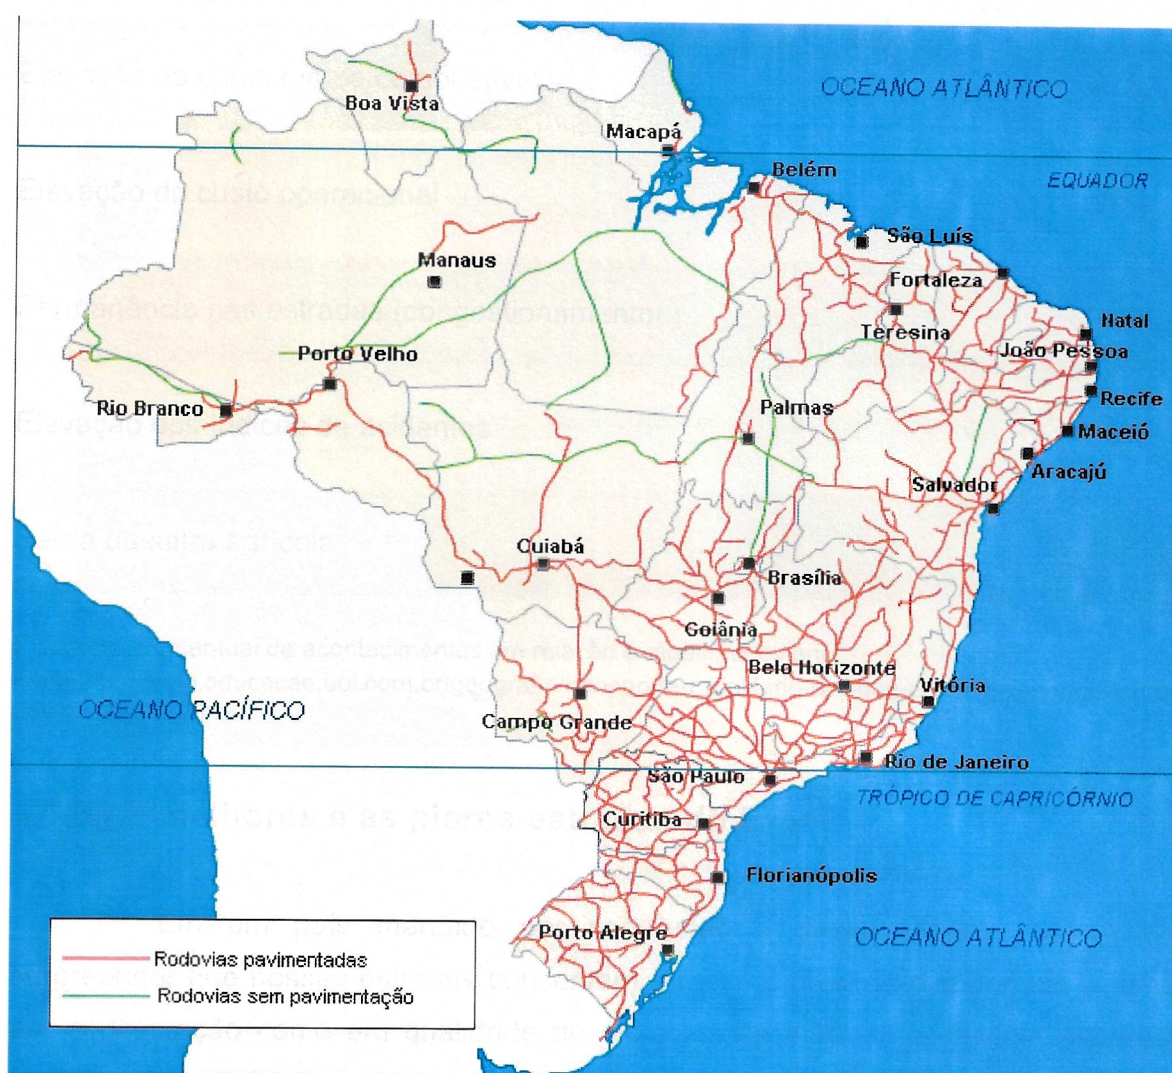 OCEANO ATLÂNTICO
Boa Vista
Macapá
Belém
EQUADOR
São Luís
Manaus
Fortaleza
Teresina
Natal
João Pessoa
Porto Velho
Recife
Rio Branco
Palmas
Maceió
Aracajú
Salvador
Cuiabá
Brasília
Goiânia
Belo Horizonte
Vitória
OCEANO PACÍFICO
Campo Grande
Rio de Janeiro
São Paulo
TRÓPICO DE CAPRICÓRNIO
Curitiba
Florianópolis
Porto Alegre
OCEANO ATLÂNTICO
Rodovias pavimentadas
Rodovias sem pavimentação